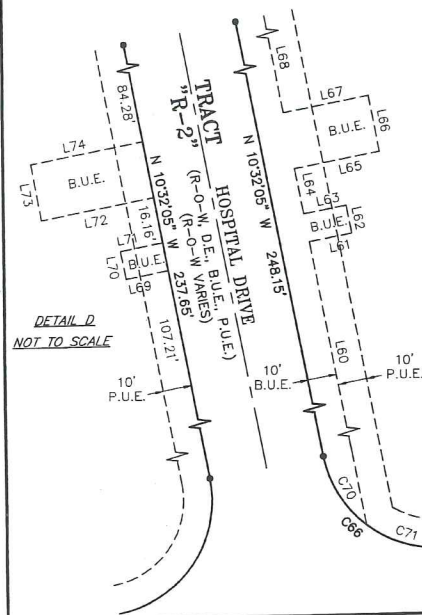 84.28'
L74
B.U.E.
L73
L72
16.16'
L71
L70
B.U.E.
L69
107.21'
10'
P.U.E.
DETAIL D
NOT TO SCALE
N 10°32'05" W 237.65'
TRACT HOSPITAL DRIVE
"R-2" (R-O-W, D.E., B.U.E., P.U.E.)
(R-O-W VARIES)
N 10°32'05" W 248.15'
L68
L67
B.U.E.
L66
L65
L64
L63
B.U.E.
L62
L61
L60
10'
B.U.E.
10'
P.U.E.
C70
C66
C71